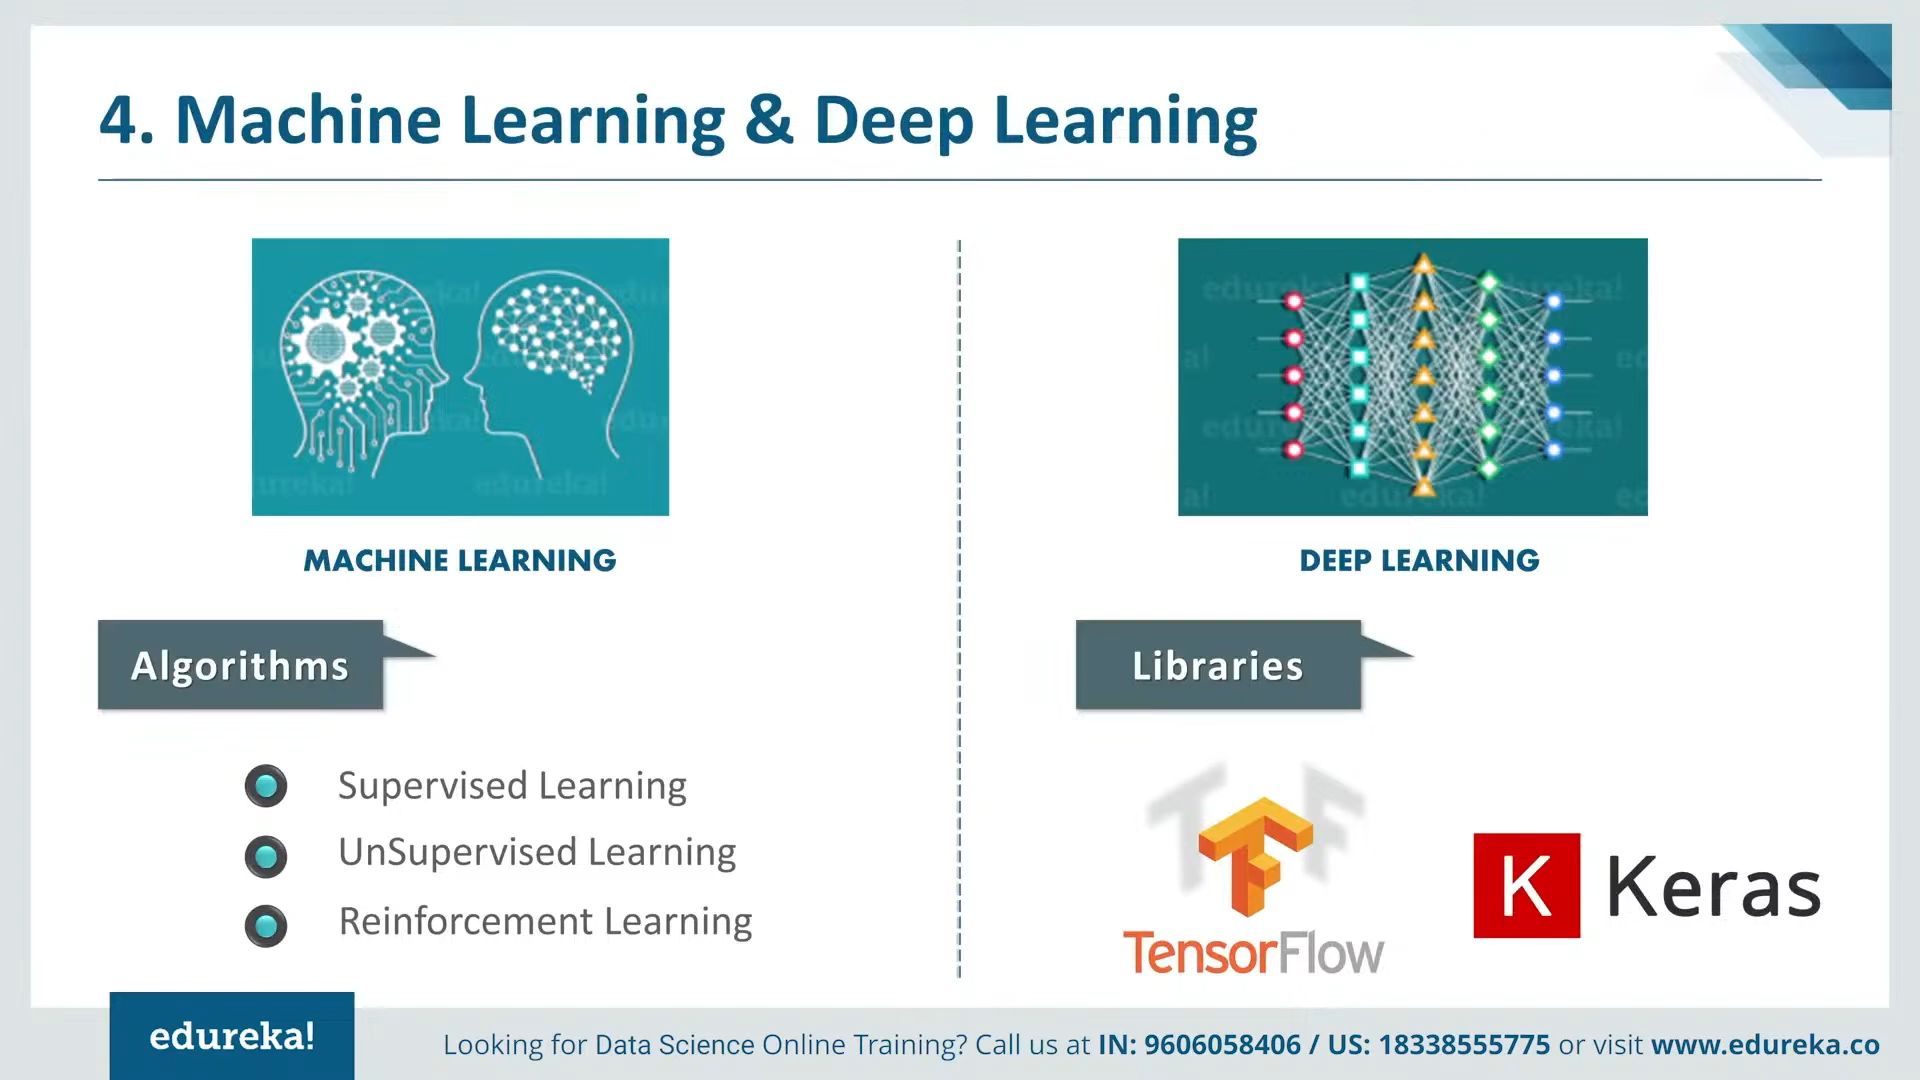 4. Machine Learning & Deep Learning
MACHINE LEARNING
Algorithms
Supervised Learning
UnSupervised Learning
Reinforcement Learning
DEEP LEARNING
Libraries
TensorFlow
K Keras
edureka!
Looking for Data Science Online Training? Call us at IN: 9606058406 / US: 18338555775 or visit www.edureka.co